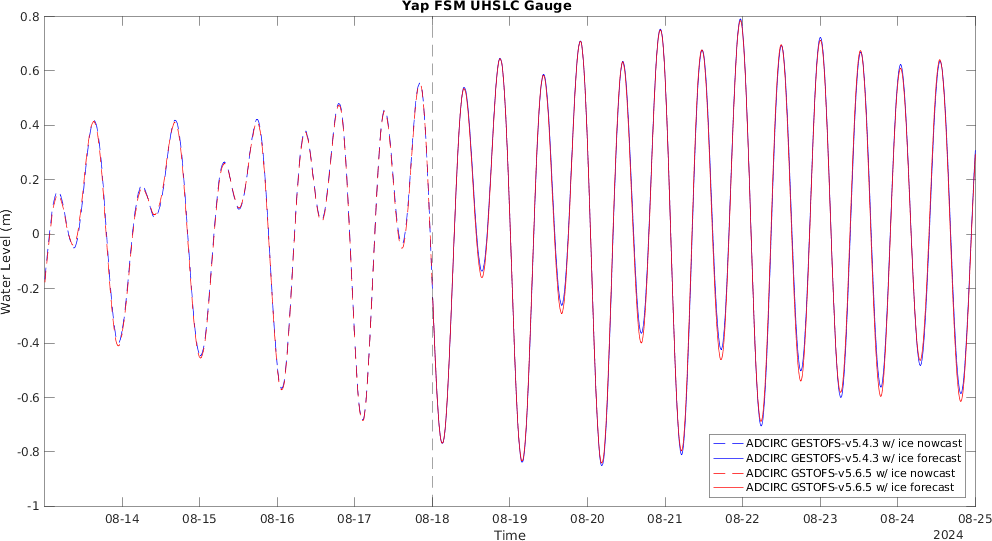 Yap FSM UHSLC Gauge
0.8
0.6
0.4
0.2
0
-0.2
-0.4
-0.6
-0.8
-1
Water Level (m)
08-14 08-15 08-16 08-17 08-18 08-19 08-20 08-21 08-22 08-23 08-24 08-25
Time
2024
ADCIRC GESTOFS-v5.4.3 w/ ice nowcast
ADCIRC GESTOFS-v5.4.3 w/ ice forecast
ADCIRC GSTOFS-v5.6.5 w/ ice nowcast
ADCIRC GSTOFS-v5.6.5 w/ ice forecast